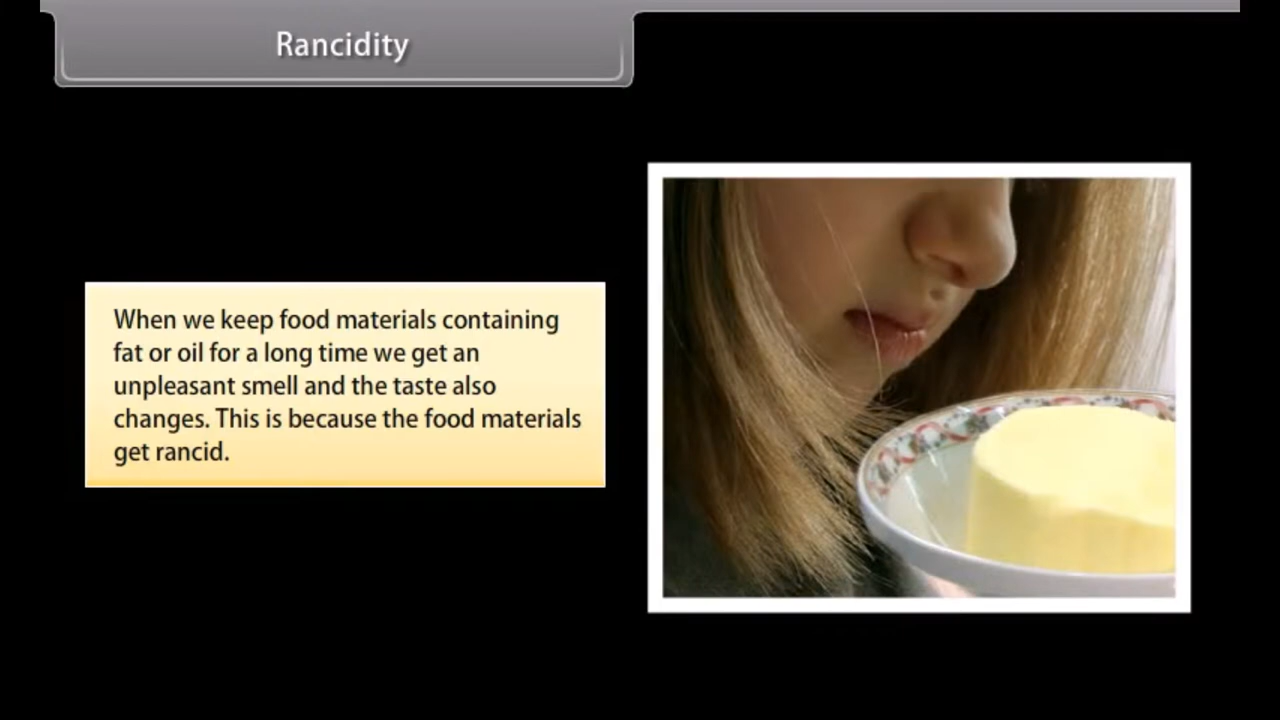 Rancidity
When we keep food materials containing
fat or oil for a long time we get an
unpleasant smell and the taste also
changes. This is because the food materials
get rancid.